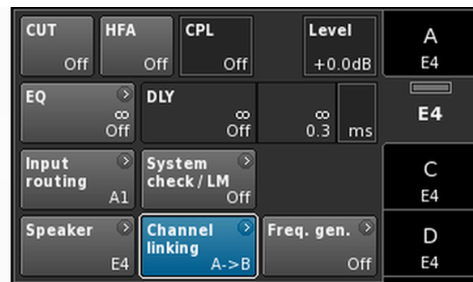 CUT HFA CPL Level A
Off Off Off +0.0dB E4
EQ DLY
∞ ∞ ∞ E4
Off Off 0.3 ms
Input System C
routing check / LM
A1 Off E4
Speaker Channel Freq. gen. D
linking
E4 A->B Off E4